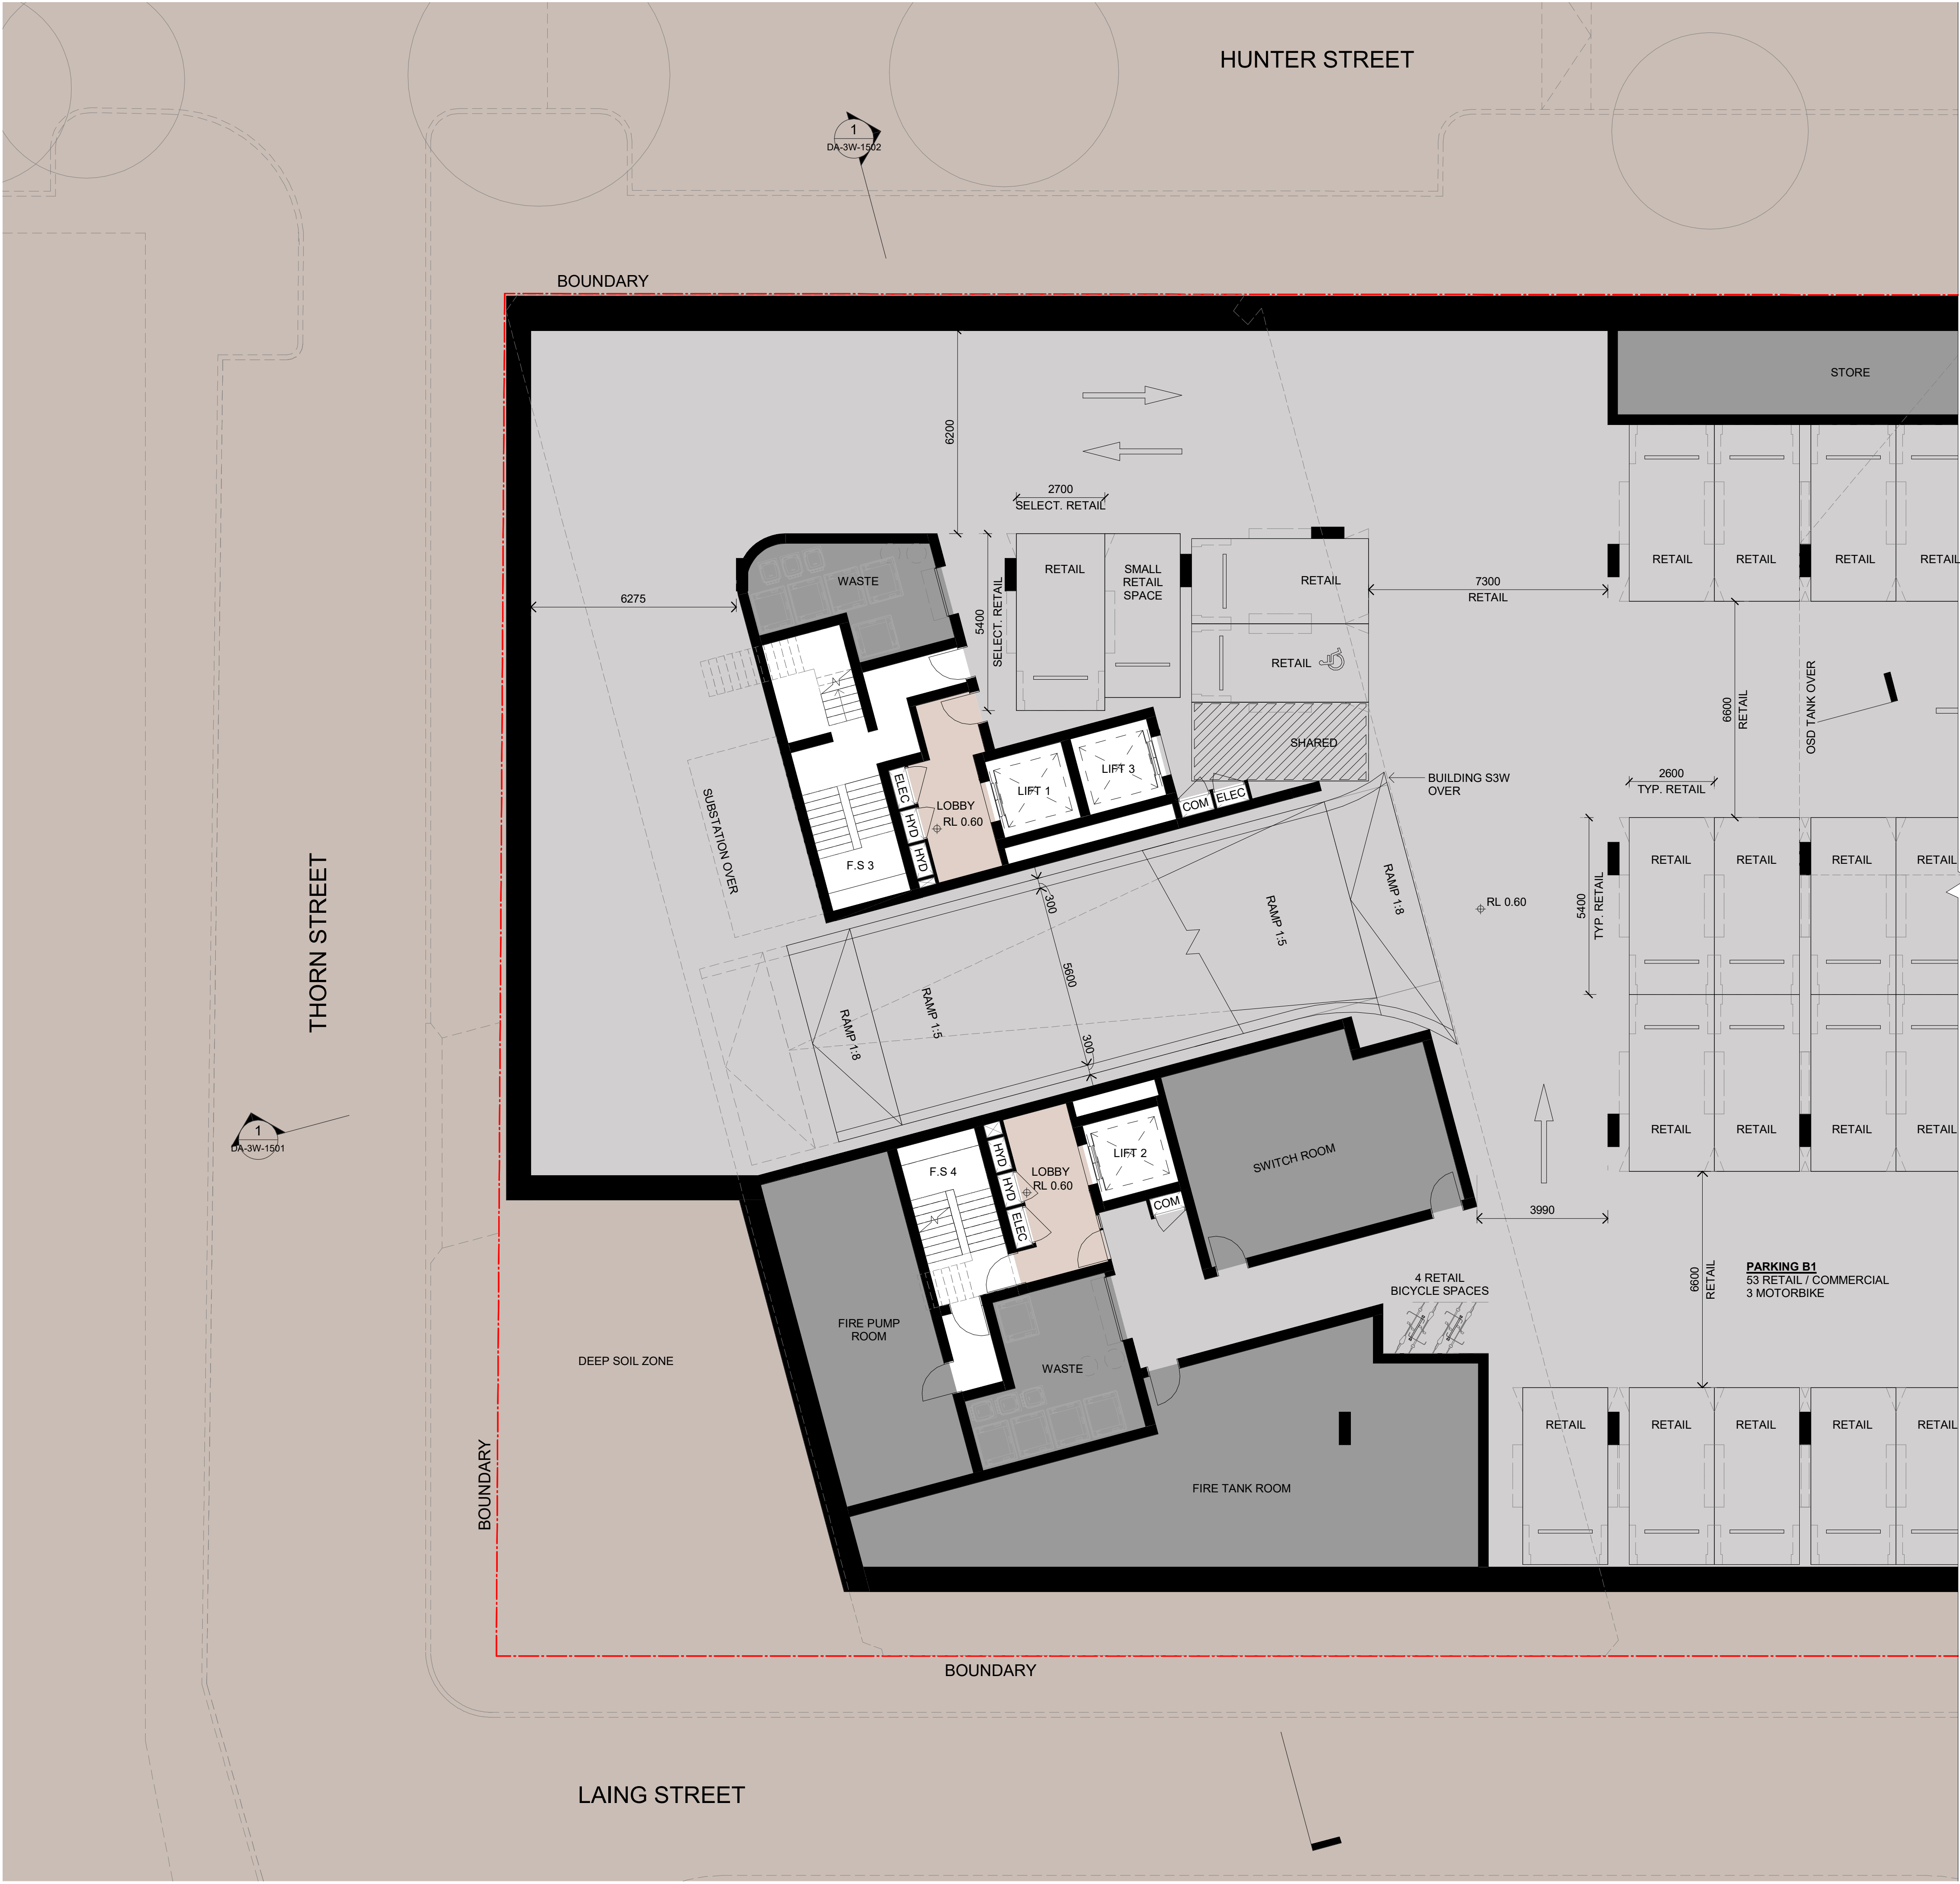 HUNTER STREET
1
DA-3W-1502
BOUNDARY
STORE
6200
2700
SELECT. RETAIL
WASTE
RETAIL
SMALL
RETAIL
SPACE
RETAIL
RETAIL
RETAIL
RETAIL
RETAIL
7300
RETAIL
6275
5400
SELECT. RETAIL
RETAIL
SHARED
6600
RETAIL
OSD TANK OVER
LIFT 1
LIFT 3
2600
TYP. RETAIL
BUILDING S3W
OVER
SUBSTATION OVER
ELEC
HYD
HYD
LOBBY
RL 0.60
COM
ELEC
F.S 3
RETAIL
RETAIL
RETAIL
RETAIL
THORN STREET
300
5600
300
RAMP 1:5
RAMP 1:8
RL 0.60
5400
TYP. RETAIL
RAMP 1:8
RAMP 1:5
1
DA-3W-1501
RETAIL
RETAIL
RETAIL
RETAIL
F.S 4
HYD
HYD
ELEC
LOBBY
RL 0.60
LIFT 2
COM
SWITCH ROOM
3990
6600
RETAIL
PARKING B1
53 RETAIL / COMMERCIAL
3 MOTORBIKE
4 RETAIL
BICYCLE SPACES
FIRE PUMP
ROOM
DEEP SOIL ZONE
WASTE
RETAIL
RETAIL
RETAIL
RETAIL
RETAIL
BOUNDARY
FIRE TANK ROOM
BOUNDARY
LAING STREET